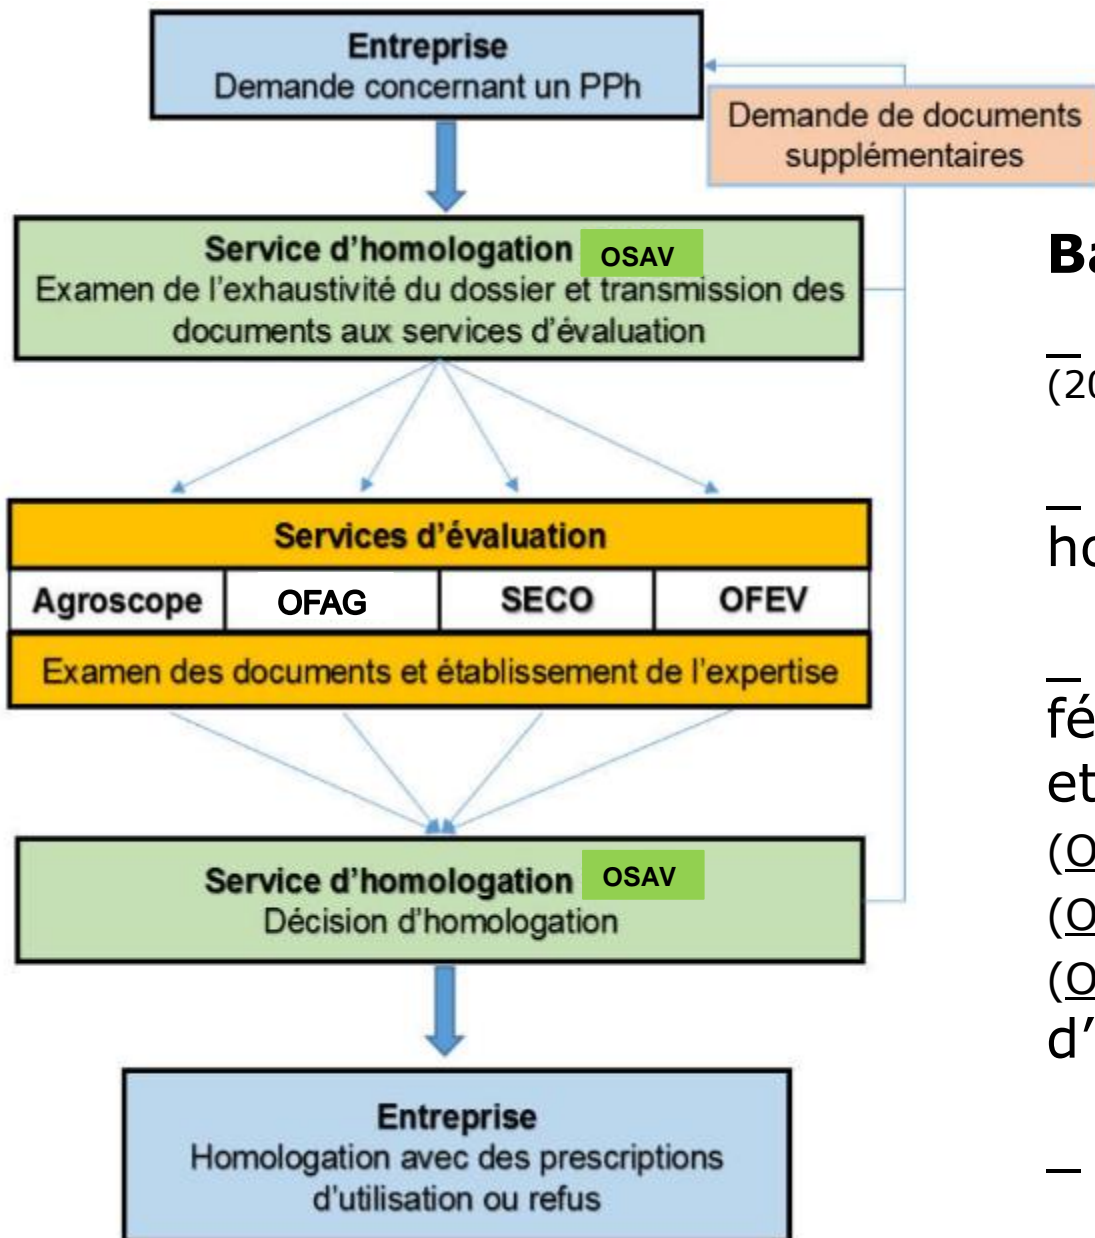 Entreprise
Demande concernant un PPh
Demande de documents
supplémentaires
Service d'homologation OSAV
Examen de l'exhaustivité du dossier et transmission des
documents aux services d'évaluation
Services d'évaluation
Agroscope OFAG SECO OFEV
Examen des documents et établissement de l'expertise
Service d'homologation OSAV
Décision d'homologation
Entreprise
Homologation avec des prescriptions
d'utilisation ou refus
et